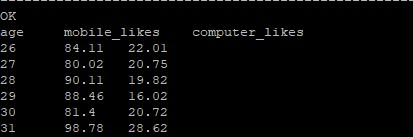 OK
age mobile_likes computer_likes
26 84.11 22.01
27 80.02 20.75
28 90.11 19.82
29 88.46 16.02
30 81.4 20.72
31 98.78 28.62